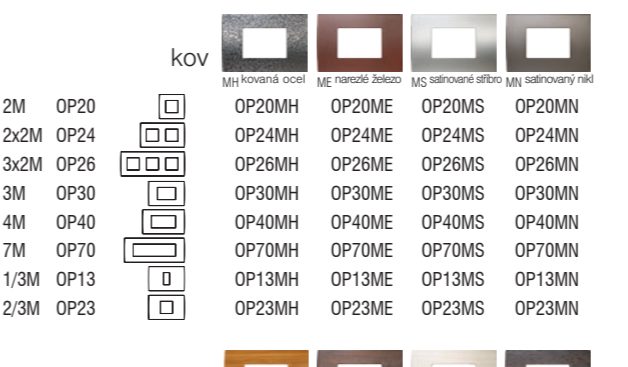 kov
MH kovaná ocel ME narezlé železo MS satinované stříbro MN satinovaný nikl
2M OP20 OP20MH OP20ME OP20MS OP20MN
2x2M OP24 OP24MH OP24ME OP24MS OP24MN
3x2M OP26 OP26MH OP26ME OP26MS OP26MN
3M OP30 OP30MH OP30ME OP30MS OP30MN
4M OP40 OP40MH OP40ME OP40MS OP40MN
7M OP70 OP70MH OP70ME OP70MS OP70MN
1/3M OP13 OP13MH OP13ME OP13MS OP13MN
2/3M OP23 OP23MH OP23ME OP23MS OP23MN